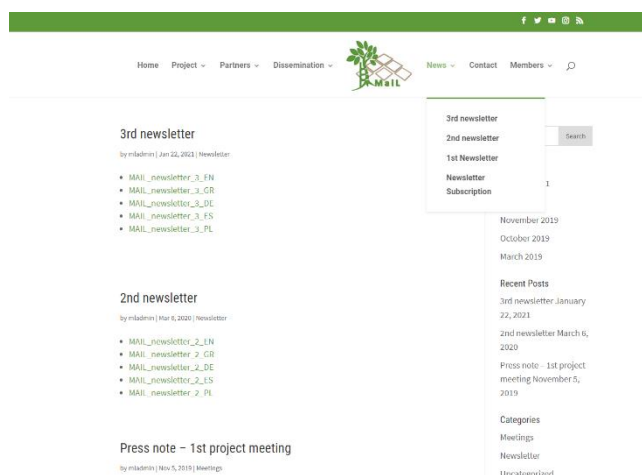 Home Project Partners Dissemination MaiL News Contact Members
3rd newsletter
2nd newsletter
1st Newsletter
Newsletter
Subscription
Search
3rd newsletter
by mladmin | Jan 22, 2021 | Newsletter
MAIL_newsletter_3_EN
MAIL_newsletter_3_GR
MAIL_newsletter_3_DE
MAIL_newsletter_3_ES
MAIL_newsletter_3_PL
2nd newsletter
by mladmin | Mar 6, 2020 | Newsletter
MAIL_newsletter_2_EN
MAIL_newsletter_2_GR
MAIL_newsletter_2_DE
MAIL_newsletter_2_ES
MAIL_newsletter_2_PL
Press note – 1st project meeting
by mladmin | Nov 5, 2019 | Meetings
November 2019
October 2019
March 2019
Recent Posts
3rd newsletter January
22, 2021
2nd newsletter March 6,
2020
Press note – 1st project
meeting November 5,
2019
Categories
Meetings
Newsletter
Uncategorized